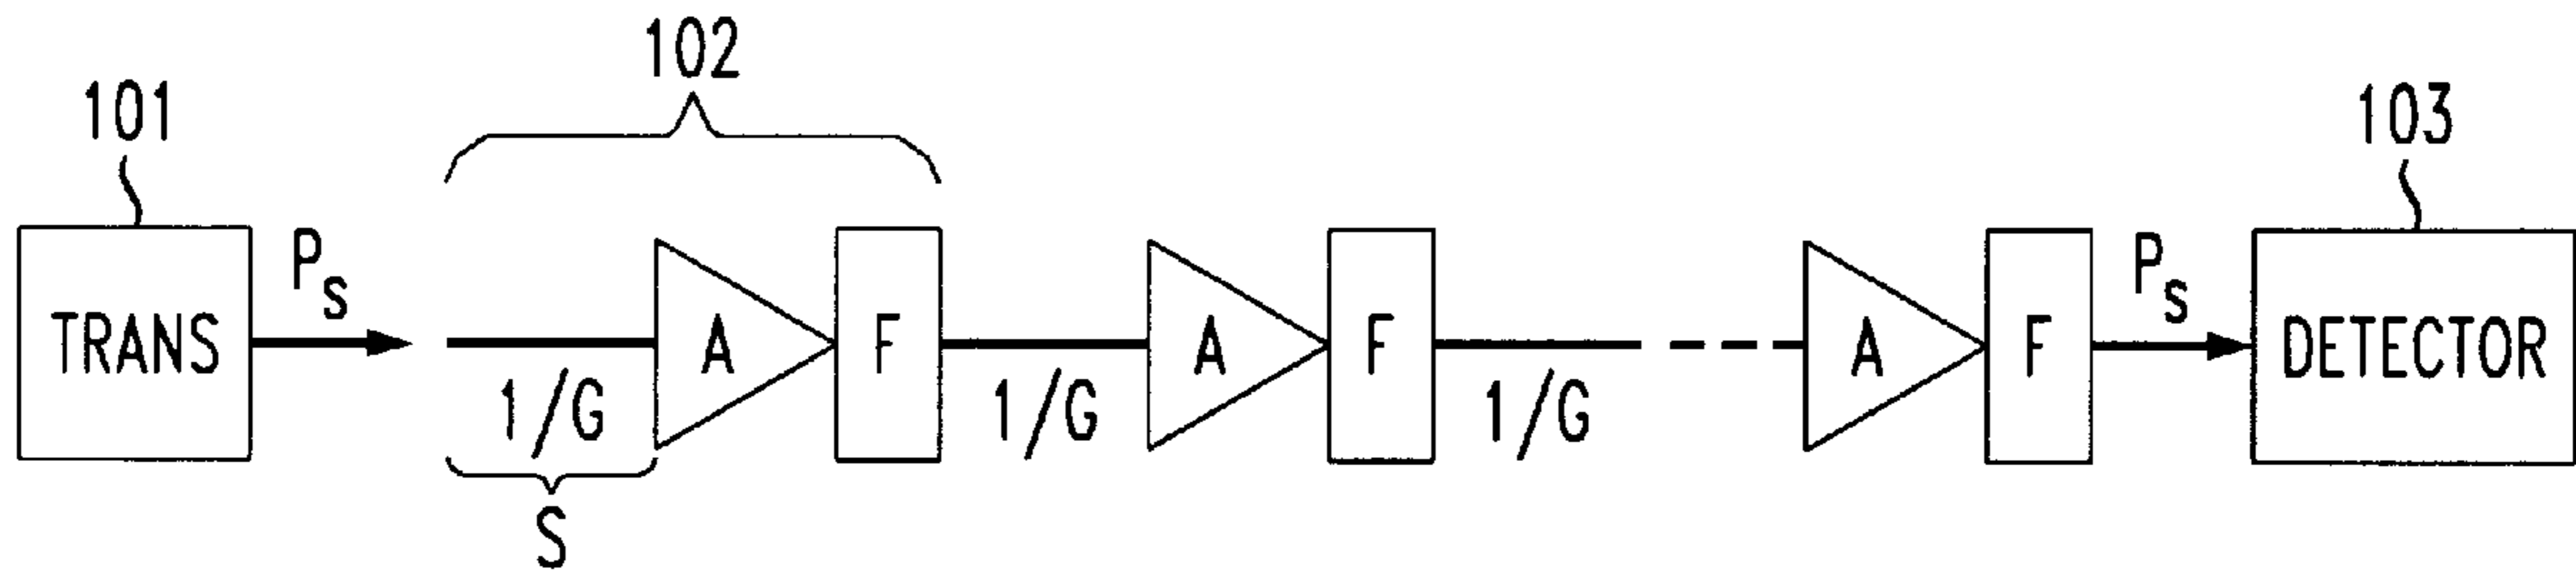 102
101
103
P_s
P_s
TRANS
A
F
A
F
A
F
DETECTOR
1/G
1/G
1/G
S